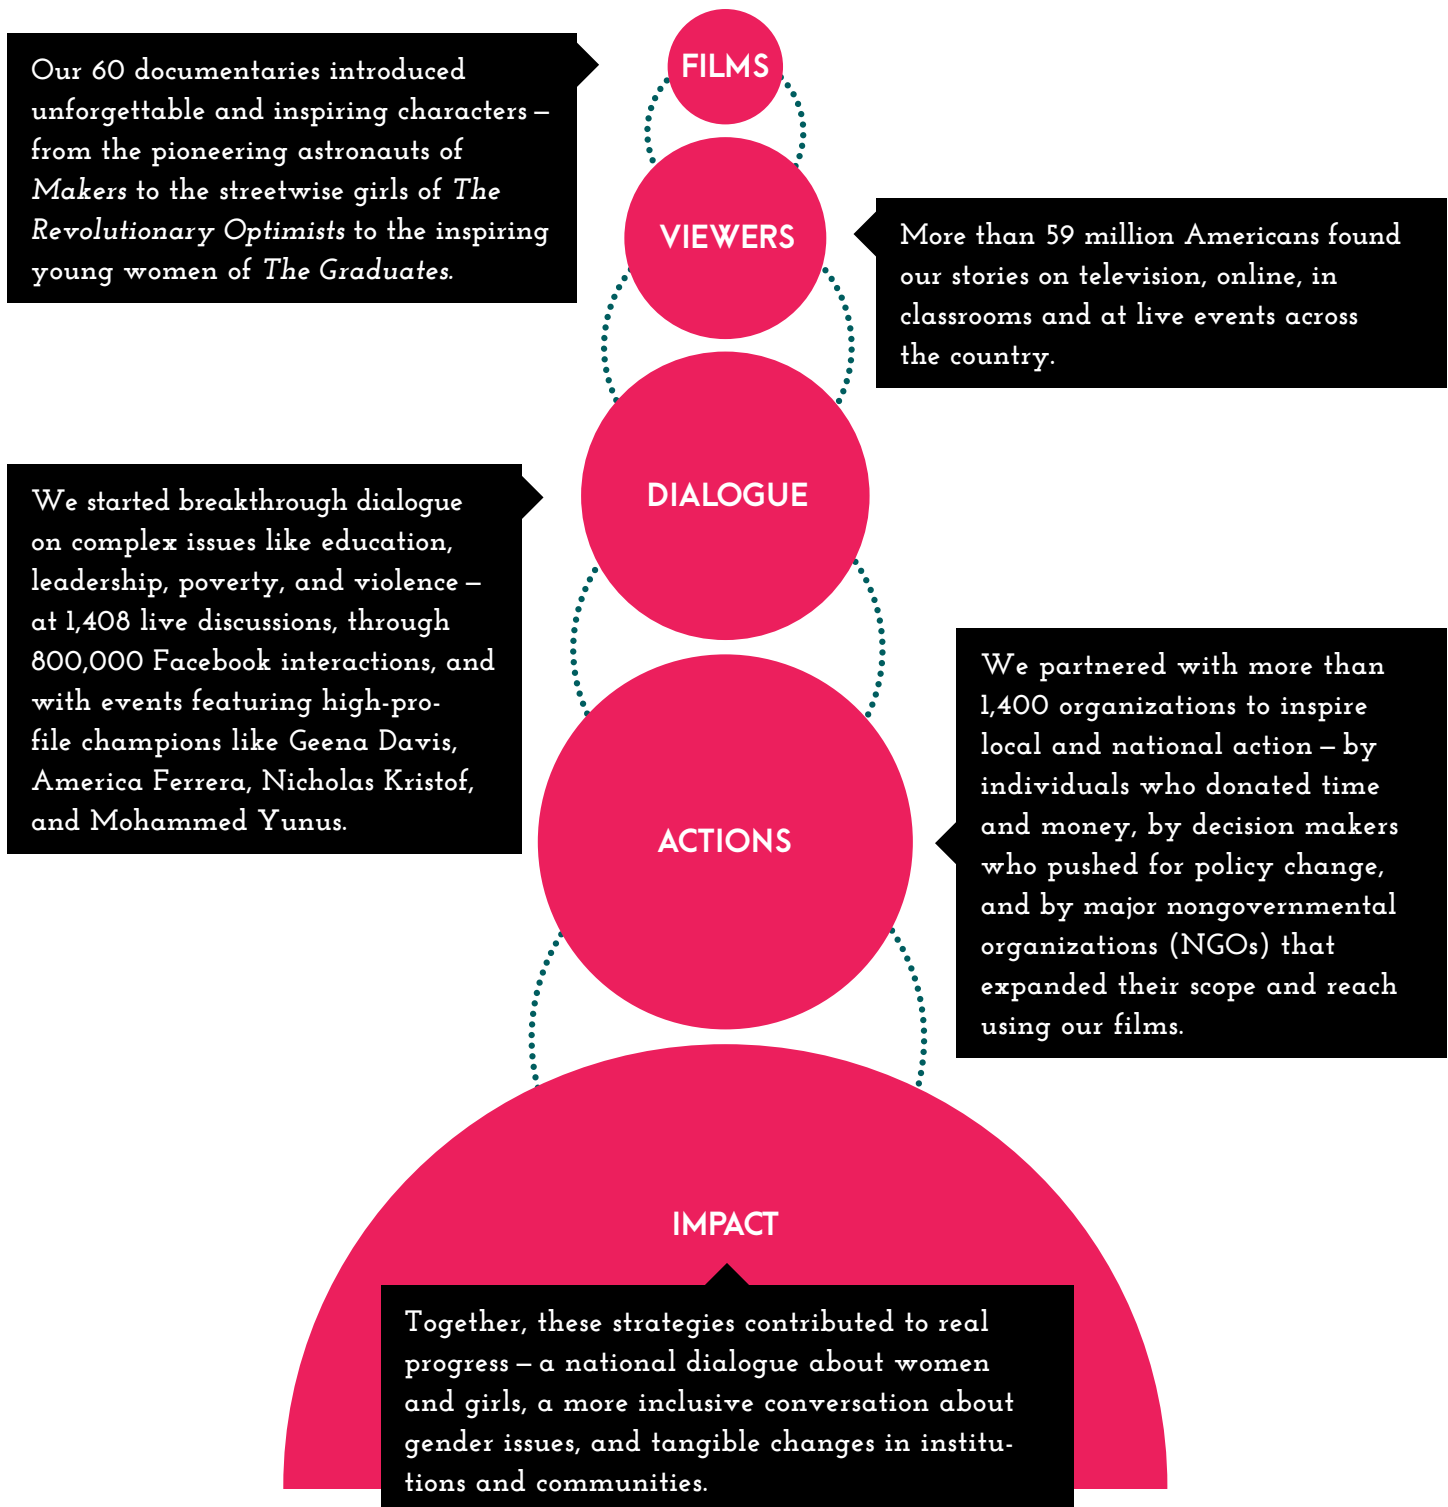 FILMS
Our 60 documentaries introduced
unforgettable and inspiring characters –
from the pioneering astronauts of
Makers to the streetwise girls of The
Revolutionary Optimists to the inspiring
young women of The Graduates.
VIEWERS
More than 59 million Americans found
our stories on television, online, in
classrooms and at live events across
the country.
DIALOGUE
We started breakthrough dialogue
on complex issues like education,
leadership, poverty, and violence –
at 1,408 live discussions, through
800,000 Facebook interactions, and
with events featuring high-pro-
file champions like Geena Davis,
America Ferrera, Nicholas Kristof,
and Mohammed Yunus.
ACTIONS
We partnered with more than
1,400 organizations to inspire
local and national action – by
individuals who donated time
and money, by decision makers
who pushed for policy change,
and by major nongovernmental
organizations (NGOs) that
expanded their scope and reach
using our films.
IMPACT
Together, these strategies contributed to real
progress – a national dialogue about women
and girls, a more inclusive conversation about
gender issues, and tangible changes in institu-
tions and communities.